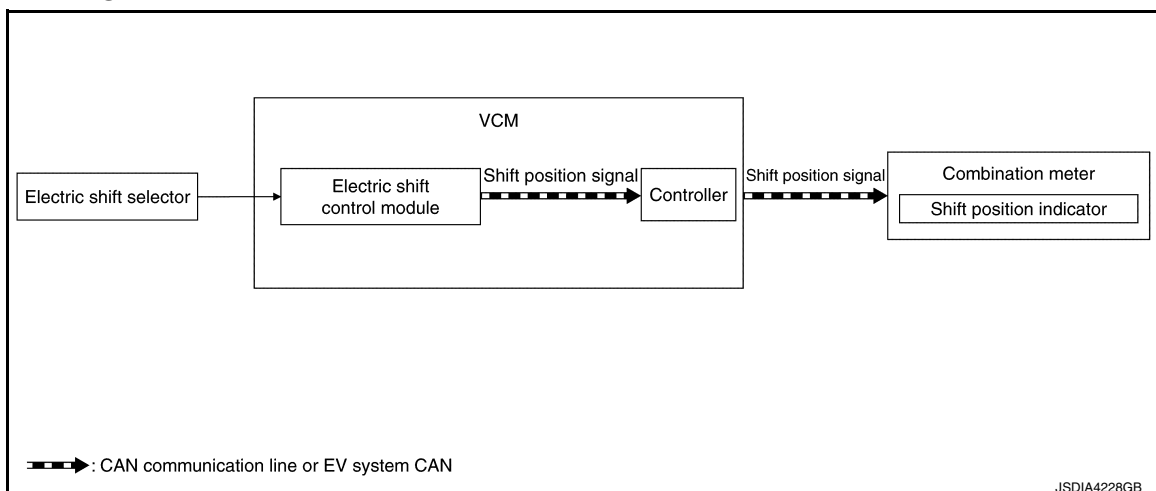 VCM
Electric shift selector
Electric shift
control module
Shift position signal
Controller
Shift position signal
Combination meter
Shift position indicator
: CAN communication line or EV system CAN
JSDIA4228GB